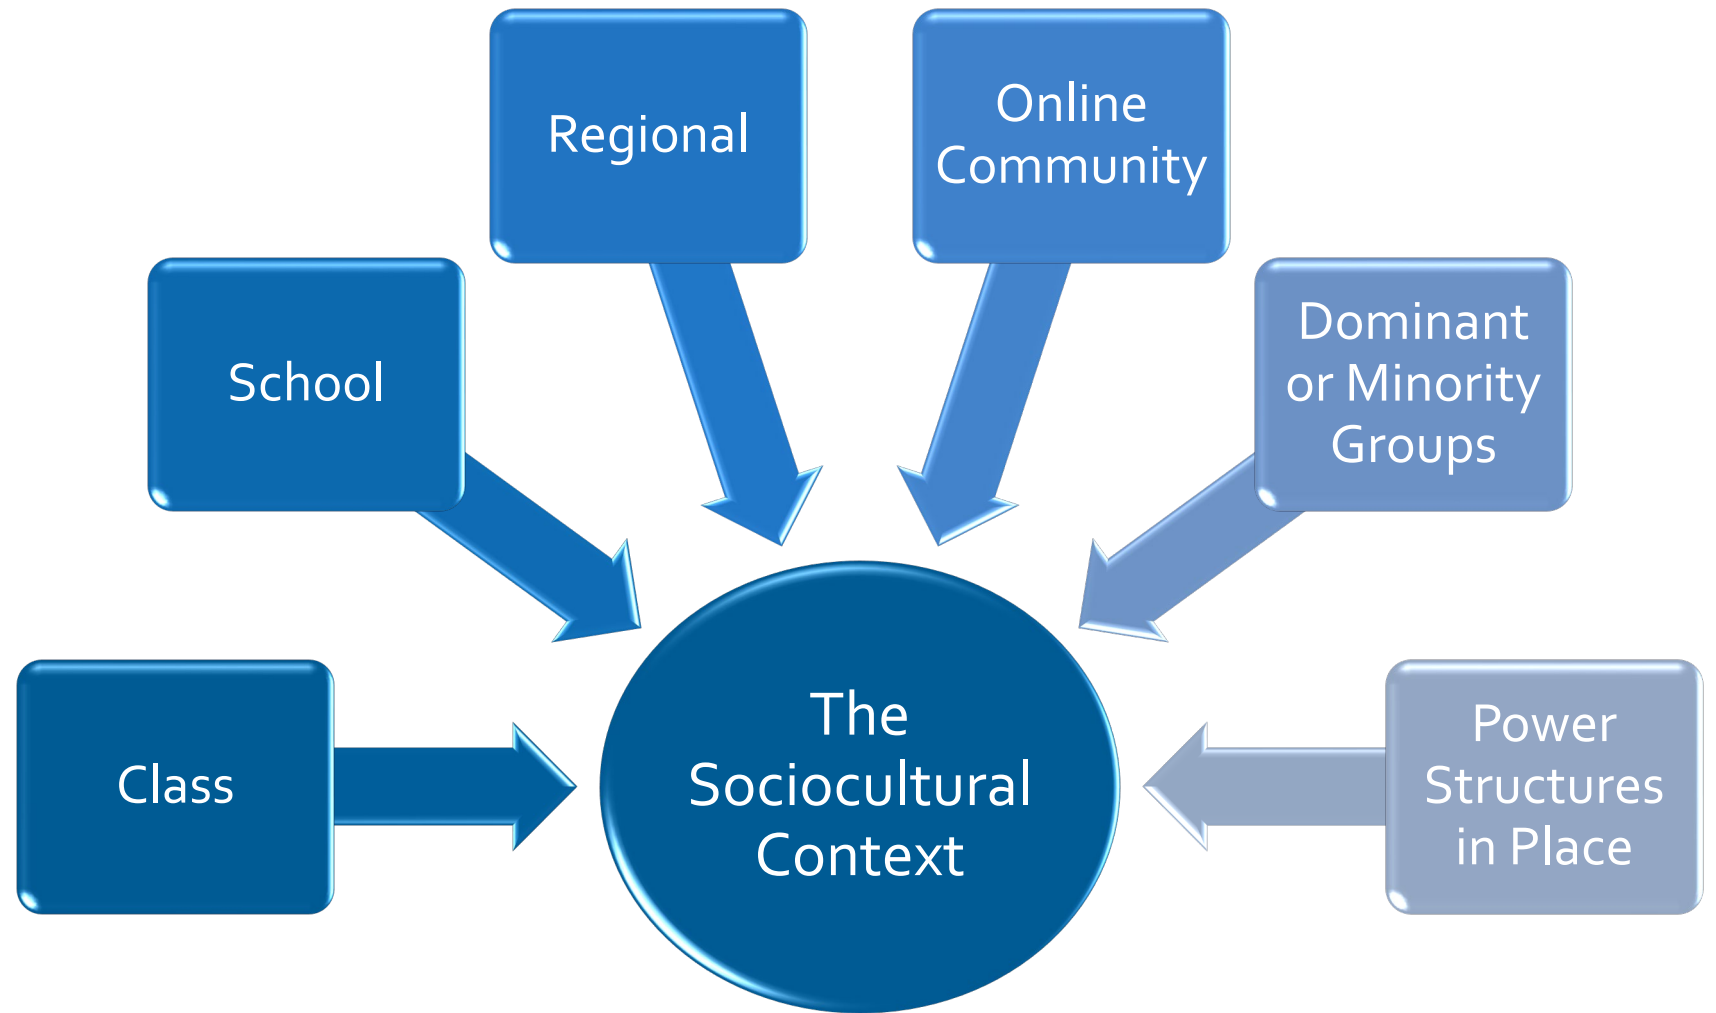 Class
School
Regional
Online
Community
Dominant
or Minority
Groups
Power
Structures
in Place
The
Sociocultural
Context